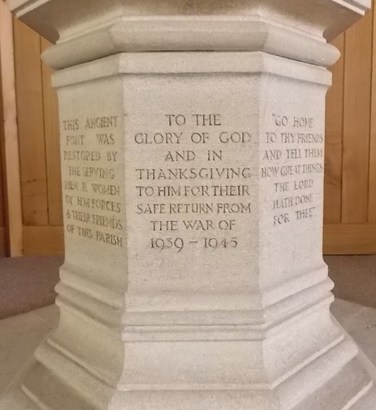 THIS ANCIENT
FONT WAS
RESTORED BY
THE SERVING
MEN & WOMEN
OF HM FORCES
& THEIR FRIENDS
OF THIS PARISH
TO THE
GLORY OF GOD
AND IN
THANKSGIVING
TO HIM FOR THEIR
SAFE RETURN FROM
THE WAR OF
1939 – 1945
"GO HOME
TO THY FRIENDS
AND TELL THEM
HOW GREAT THINGS
THE LORD
HATH DONE
FOR THEE"